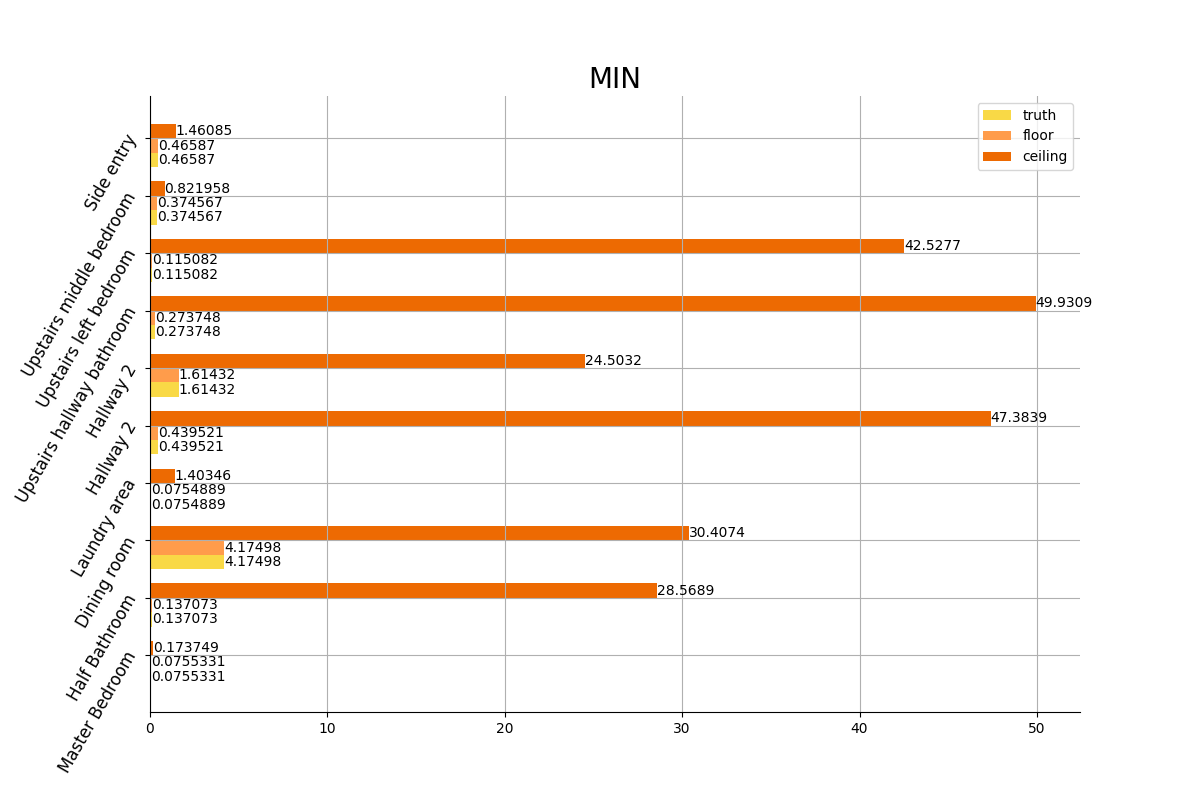 MIN
truth
floor
ceiling
Side entry
1.46085
0.46587
0.46587
Upstairs middle bedroom
0.821958
0.374567
0.374567
Upstairs left bedroom
42.5277
0.115082
0.115082
Upstairs hallway bathroom
49.9309
0.273748
0.273748
Hallway 2
24.5032
1.61432
1.61432
Hallway 2
47.3839
0.439521
0.439521
Laundry area
1.40346
0.0754889
0.0754889
Dining room
30.4074
4.17498
4.17498
Half Bathroom
28.5689
0.137073
0.137073
Master Bedroom
0.173749
0.0755331
0.0755331
0 10 20 30 40 50